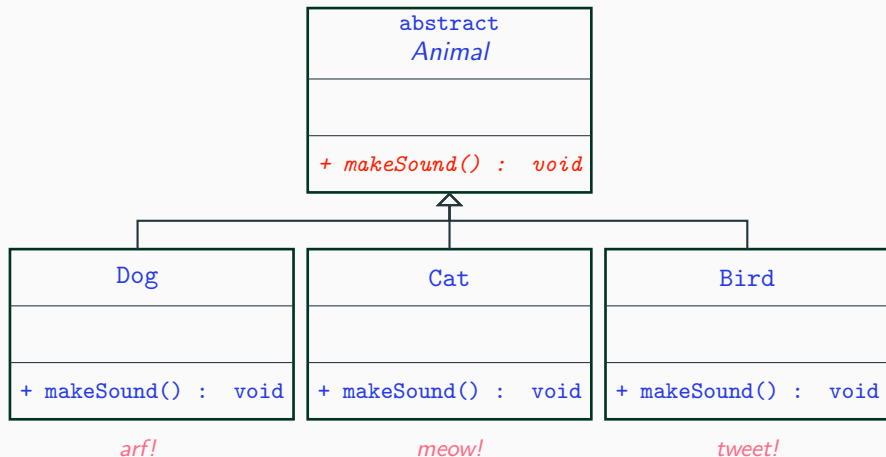 abstract
Animal
+ makeSound() : void
Dog
Cat
Bird
+ makeSound() : void
+ makeSound() : void
+ makeSound() : void
arf!
meow!
tweet!